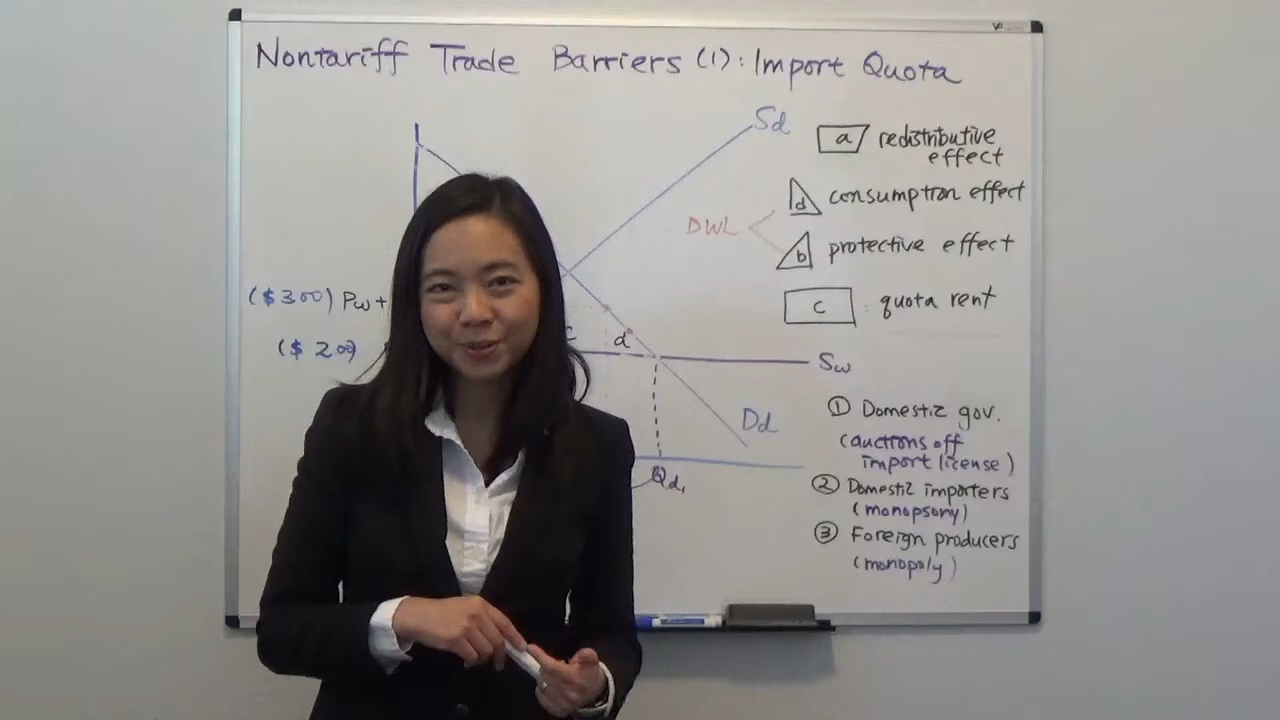 Nontariff Trade Barriers (1): Import Quota
Sd
a redistributive
effect
d consumption effect
DWL
b protective effect
($300) Pw+
c quota rent
($200)
c
d
Sw
Dd
① Domestic gov.
(auctions off
import license)
Qd1
② Domestic importers
(monopsony)
③ Foreign producers
(monopoly)